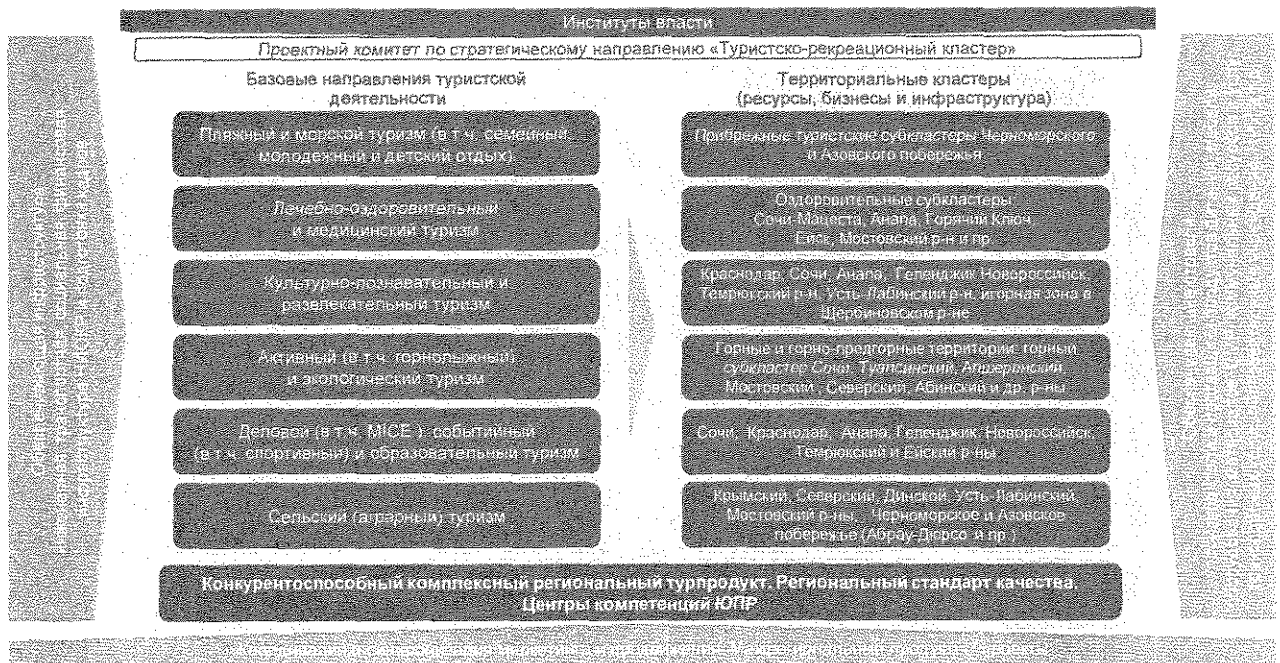 Институты власти
Проектный комитет по стратегическому направлению «Туристско-рекреационный кластер»
Базовые направления туристской
деятельности
Пляжный и морской туризм (в т.ч. семейный
молодежный и детский отдых)
Лечебно-оздоровительный
и медицинский туризм
Культурно-познавательный и
развлекательный туризм
Активный (в т.ч. горнолыжный)
и экологический туризм
Деловой (в т.ч. MICE ), событийный
(в т.ч. спортивный) и образовательный туризм
Сельский (аграрный) туризм
Территориальные кластеры
(ресурсы, бизнесы и инфраструктура)
Прибрежные туристские субкластеры Черноморского
и Азовского побережья
Оздоровительные субкластеры
Сочи-Мацеста, Анапа, Горячий Ключ,
Ейск, Мостовский р-н и пр.
Краснодар, Сочи, Анапа, Геленджик Новороссийск,
Темрюкский р-н, Усть-Лабинский р-н, игорная зона в
Щербиновском р-не
Горные и горно-предгорные территории: горный
субкластер Сочи, Туапсинский, Апшеронский,
Мостовский, Северский, Абинский и др. р-ны
Сочи, Краснодар, Анапа, Геленджик, Новороссийск,
Темрюкский и Ейский р-ны
Крымский, Северский, Динской, Усть-Лабинский,
Мостовский р-ны, Черноморское и Азовское
побережье (Абрау-Дюрсо и пр.)
Конкурентоспособный комплексный региональный турпродукт. Региональный стандарт качества.
Центры компетенций ЮПР